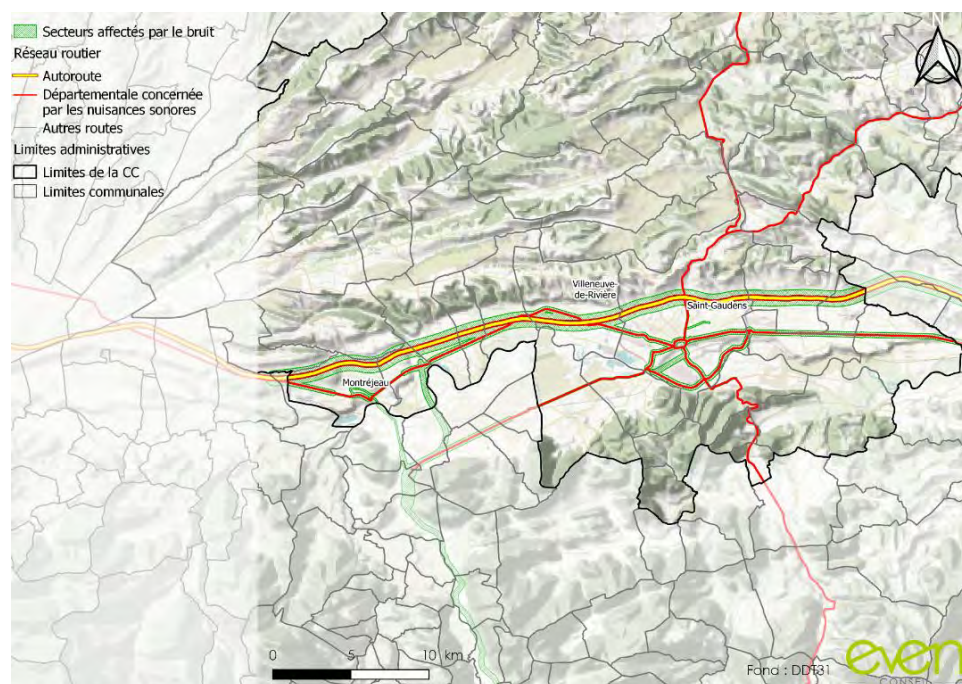 Secteurs affectés par le bruit
Réseau routier
Autoroute
Départementale concernée
par les nuisances sonores
Autres routes
Limites administratives
Limites de la CC
Limites communales
N
Villeneuve-
de-Rivière
Saint-Gaudens
Montréjeau
0 5 10 km
Fond : DDT31
even
CONSEIL